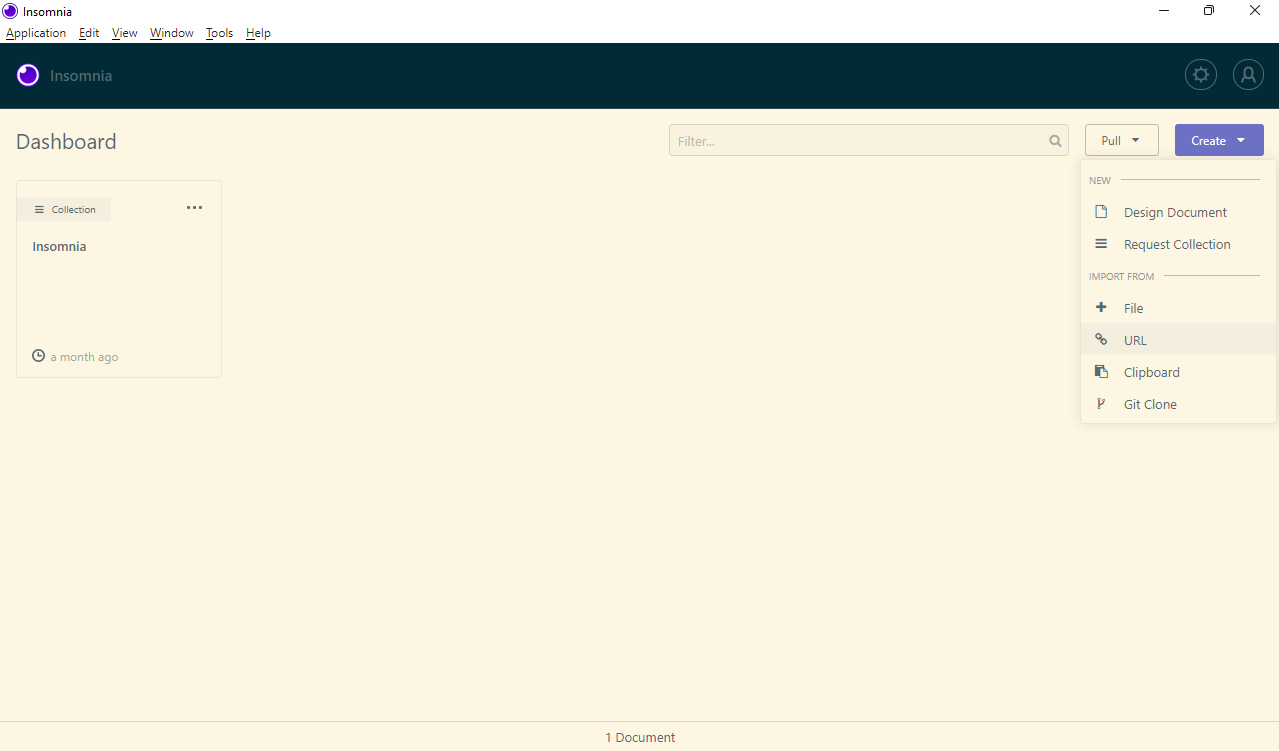 Insomnia
Application Edit View Window Tools Help
Insomnia
Dashboard
Filter...
Pull
Create
Collection
Insomnia
a month ago
NEW
Design Document
Request Collection
IMPORT FROM
File
URL
Clipboard
Git Clone
1 Document